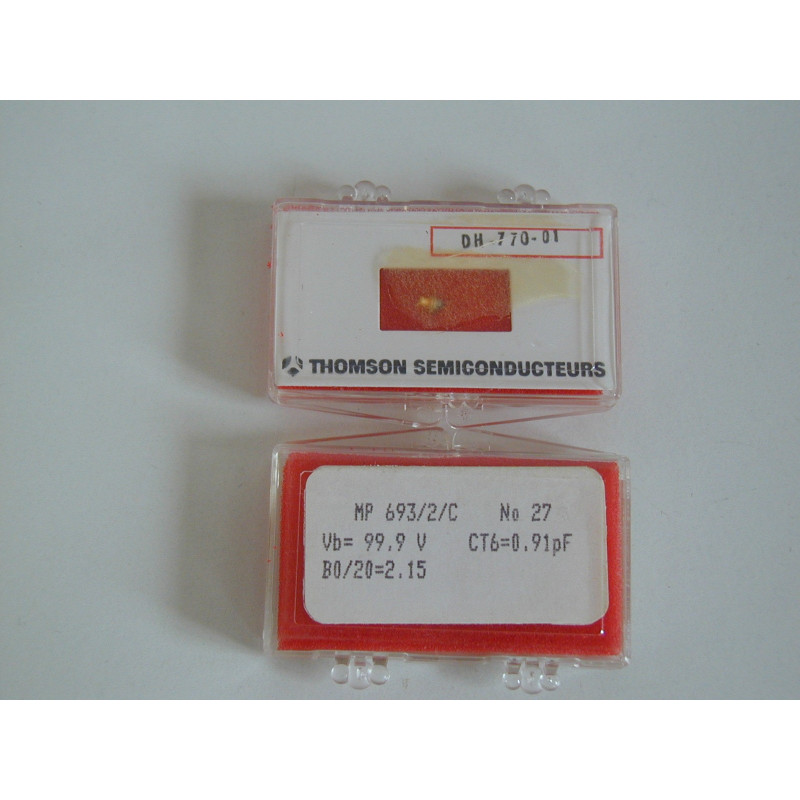 DH-770-01
THOMSON SEMICONDUCTEURS
MP 693/2/C No 27
Vb= 99.9 V CT6=0.91pF
B0/20=2.15